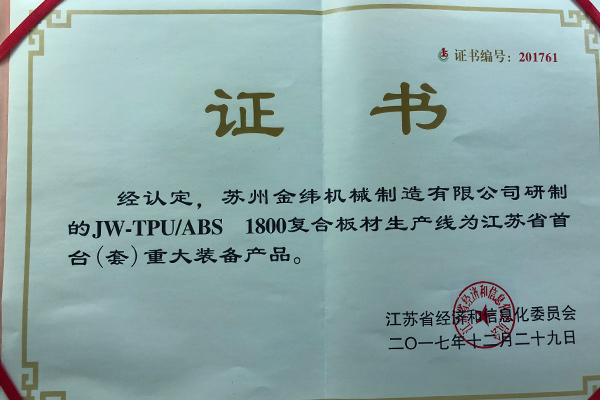 证书编号：201761
证 书
经认定，苏州金纬机械制造有限公司研制
的JW-TPU/ABS 1800复合板材生产线为江苏省首
台(套)重大装备产品。
江苏省经济和信息化委员会
二〇一七年十二月二十九日